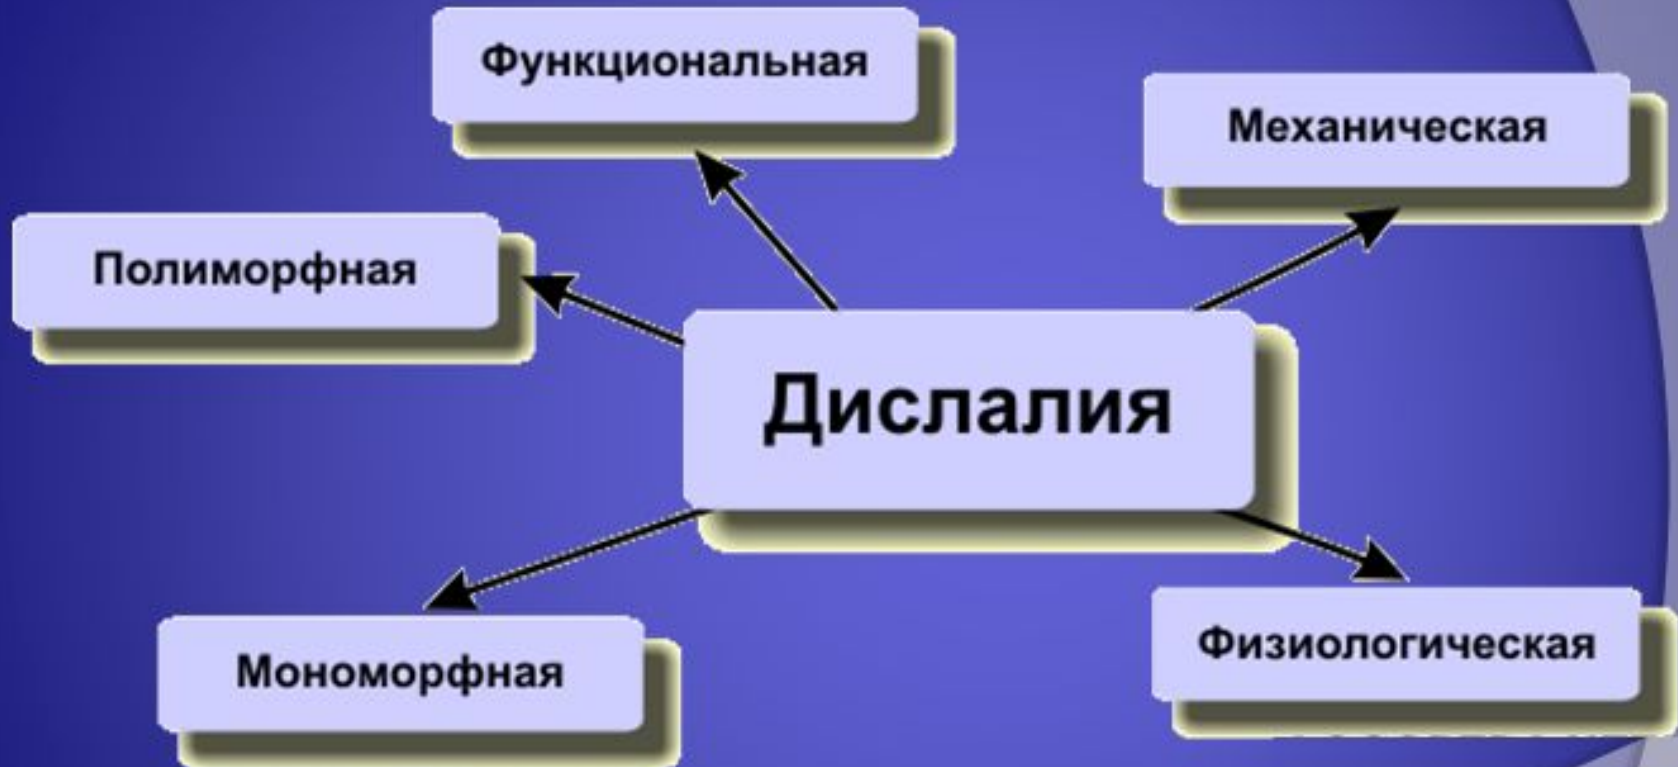 Функциональная
Механическая
Полиморфная
Дислалия
Мономорфная
Физиологическая